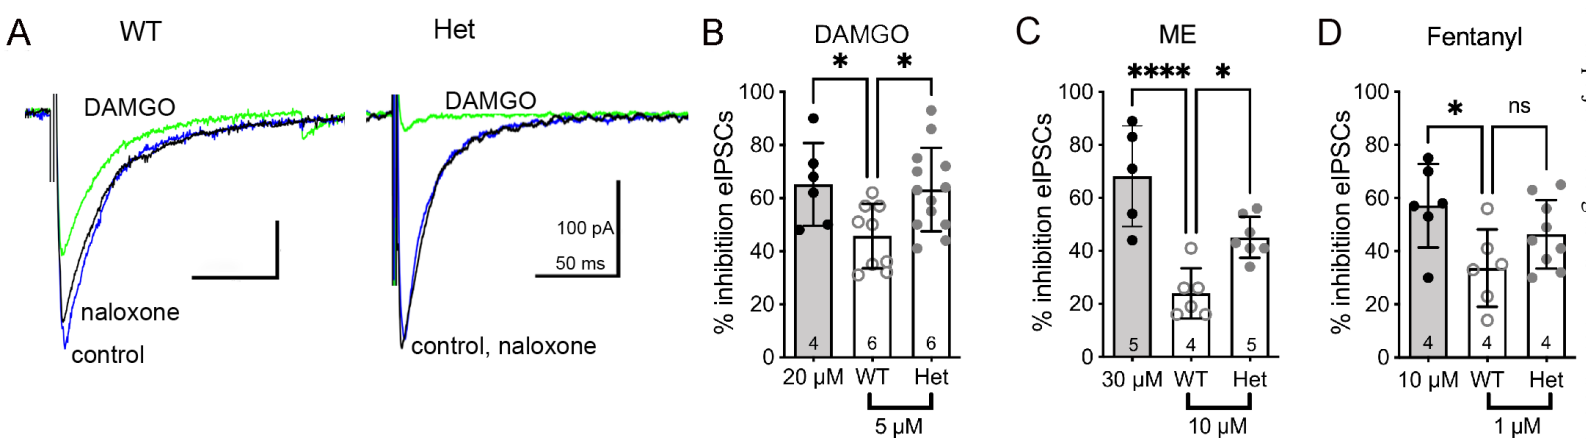 A
WT
Het
DAMGO
DAMGO
naloxone
control
100 pA
50 ms
control, naloxone
B
DAMGO
* *
% inhibition eIPSCs
100
80
60
40
20
0
4 6 6
20 µM WT Het
5 µM
C
ME
**** *
% inhibition eIPSCs
100
80
60
40
20
0
5 4 5
30 µM WT Het
10 µM
D
Fentanyl
* ns
% inhibition eIPSCs
100
80
60
40
20
0
4 4 4
10 µM WT Het
1 µM